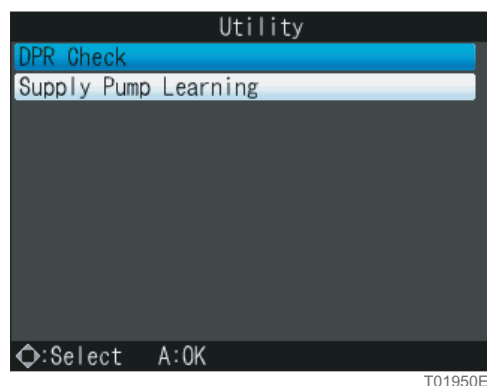 Utility
DPR Check
Supply Pump Learning
:Select A:OK
T01950E